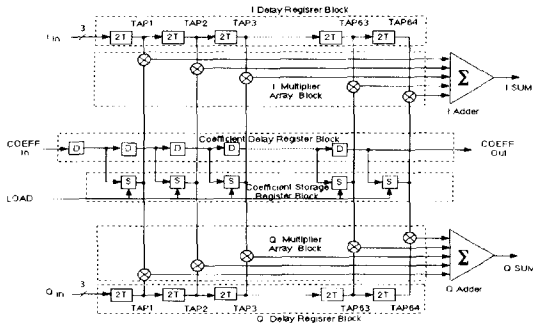 I Delay Register Block
TAP1 TAP2 TAP3 TAP63 TAP64
I in 3 2T 2T 2T 2T 2T
I Multiplier
Array Block
Σ
I SUM
I Adder
Coefficient Delay Register Block
COEFF
In
D D D D D
COEFF
Out
S S S S S
Coefficient Storage
Register Block
LOAD
Q Multiplier
Array Block
Σ
Q SUM
Q Adder
Q in 3 2T 2T 2T 2T 2T
TAP1 TAP2 TAP3 TAP63 TAP64
Q Delay Register Block